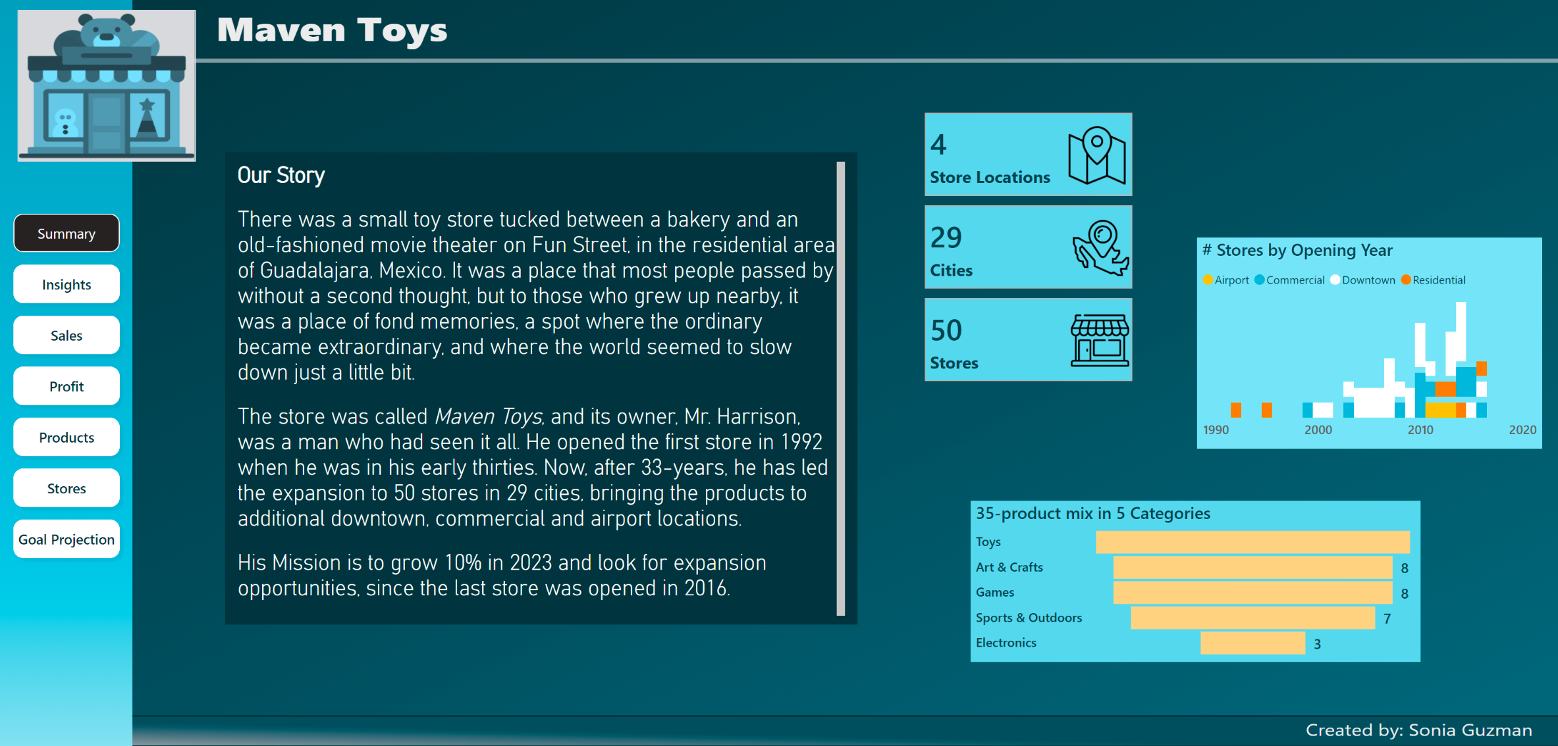 Maven Toys
Summary
Insights
Sales
Profit
Products
Stores
Goal Projection
Our Story
There was a small toy store tucked between a bakery and an
old-fashioned movie theater on Fun Street, in the residential area
of Guadalajara, Mexico. It was a place that most people passed by
without a second thought, but to those who grew up nearby, it
was a place of fond memories, a spot where the ordinary
became extraordinary, and where the world seemed to slow
down just a little bit.
The store was called Maven Toys, and its owner, Mr. Harrison,
was a man who had seen it all. He opened the first store in 1992
when he was in his early thirties. Now, after 33-years, he has led
the expansion to 50 stores in 29 cities, bringing the products to
additional downtown, commercial and airport locations.
His Mission is to grow 10% in 2023 and look for expansion
opportunities, since the last store was opened in 2016.
4
Store Locations
29
Cities
50
Stores
# Stores by Opening Year
Airport Commercial Downtown Residential
1990 2000 2010 2020
35-product mix in 5 Categories
Toys
Art & Crafts 8
Games 8
Sports & Outdoors 7
Electronics 3
Created by: Sonia Guzman